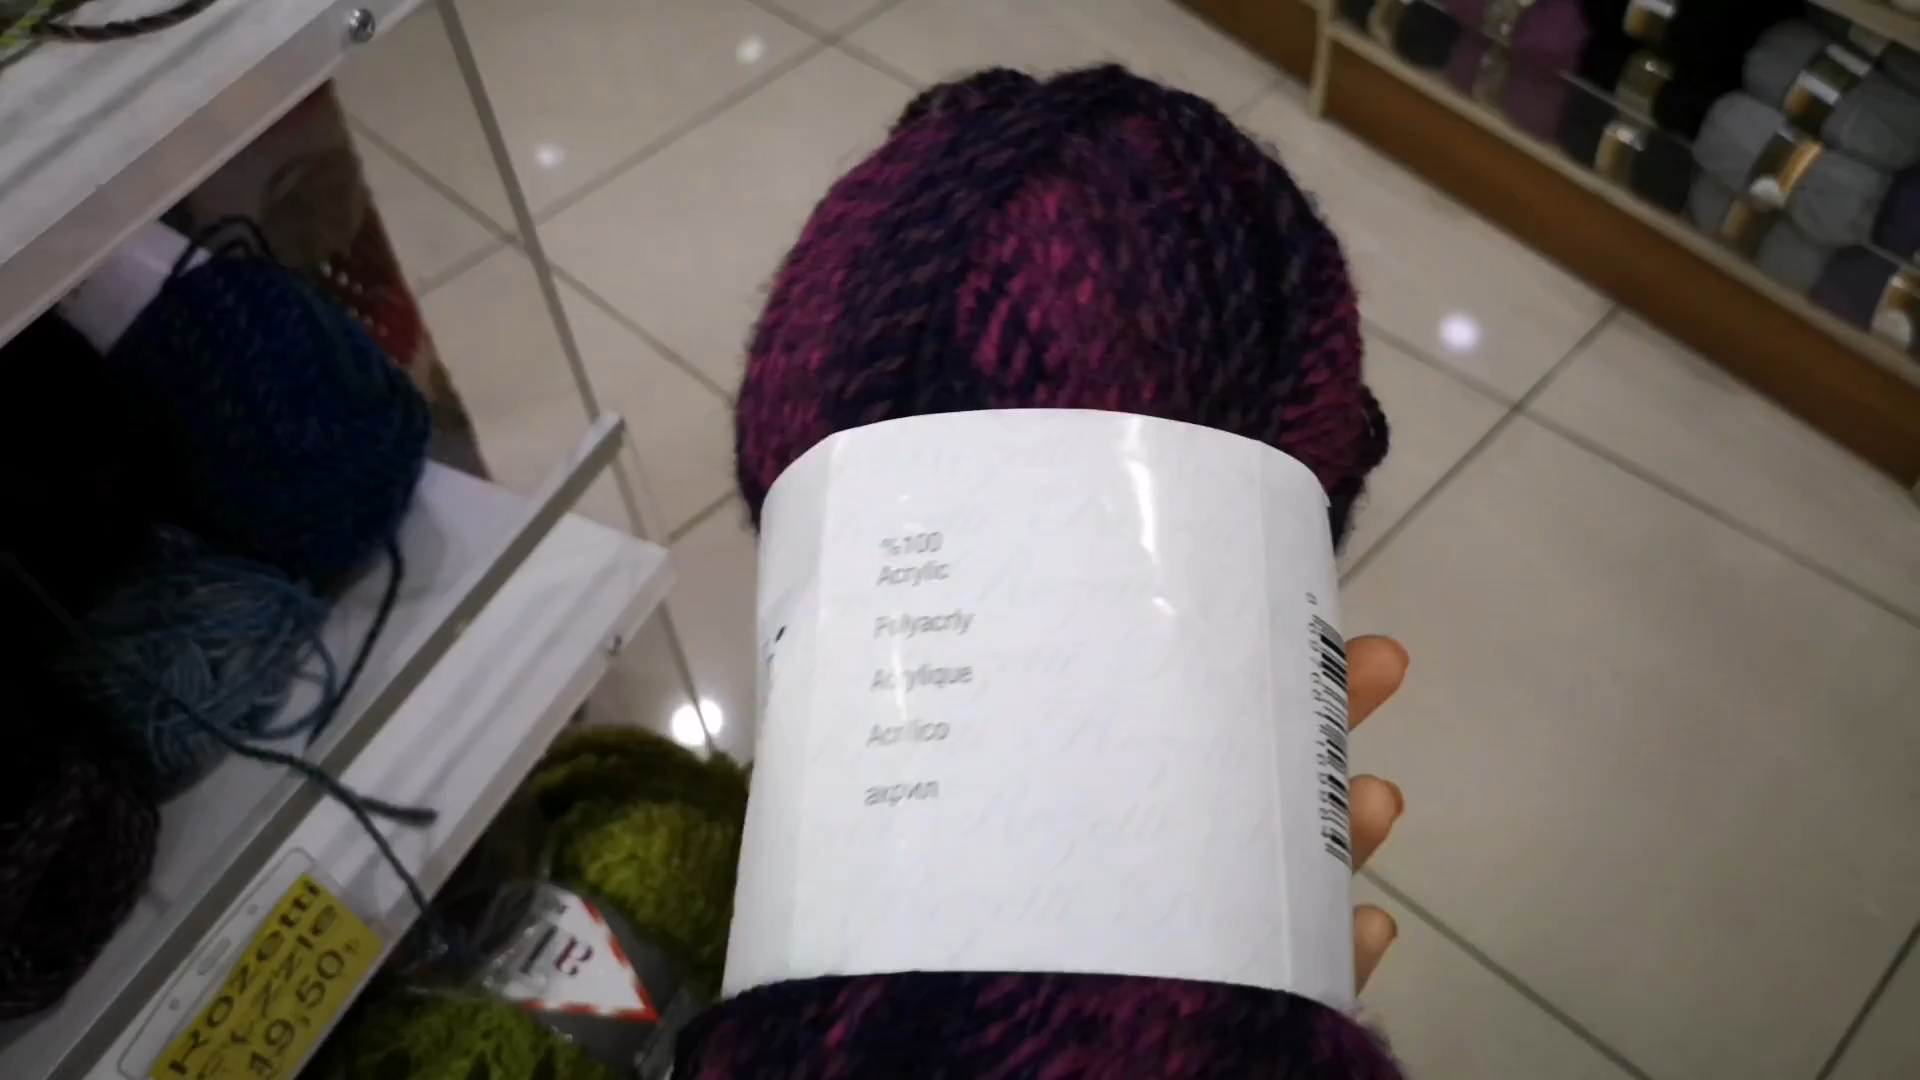 %100
Acrylic
Polyacrly
Acrylique
Acrilico
акрил
Rozetti
19,50₺